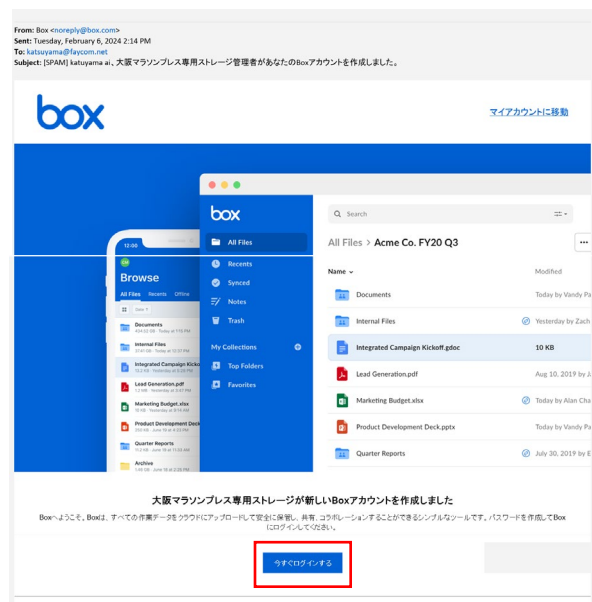 From: Box <noreply@box.com>
Sent: Tuesday, February 6, 2024 2:14 PM
To: katsuyama@faycom.net
Subject: [SPAM] katuyama ai、大阪マラソンプレス専用ストレージ管理者があなたのBoxアカウントを作成しました。
box
マイアカウントに移動
box
Search
All Files
All Files > Acme Co. FY20 Q3
Recents
Name
Modified
Synced
Documents
Today by Vandy Pa
Notes
Internal Files
Yesterday by Zach
Trash
Integrated Campaign Kickoff.gdoc
10 KB
My Collections
Lead Generation.pdf
Aug 10, 2019 by J
Top Folders
Marketing Budget.xlsx
Today by Alan Cha
Favorites
Product Development Deck.pptx
Today by Vandy Pa
Quarter Reports
July 30, 2019 by E
12:00
Browse
All Files Recents Offline
Documents
Internal Files
Integrated Campaign Kicko
Lead Generation.pdf
Marketing Budget.xlsx
Product Development Deck
Quarter Reports
Archive
大阪マラソンプレス専用ストレージが新しいBoxアカウントを作成しました
Boxへようこそ。Boxは、すべての作業データをクラウドにアップロードして安全に保管し、共有、コラボレーションすることができるシンプルなツールです。パスワードを作成してBox
にログインしてください。
今すぐログインする